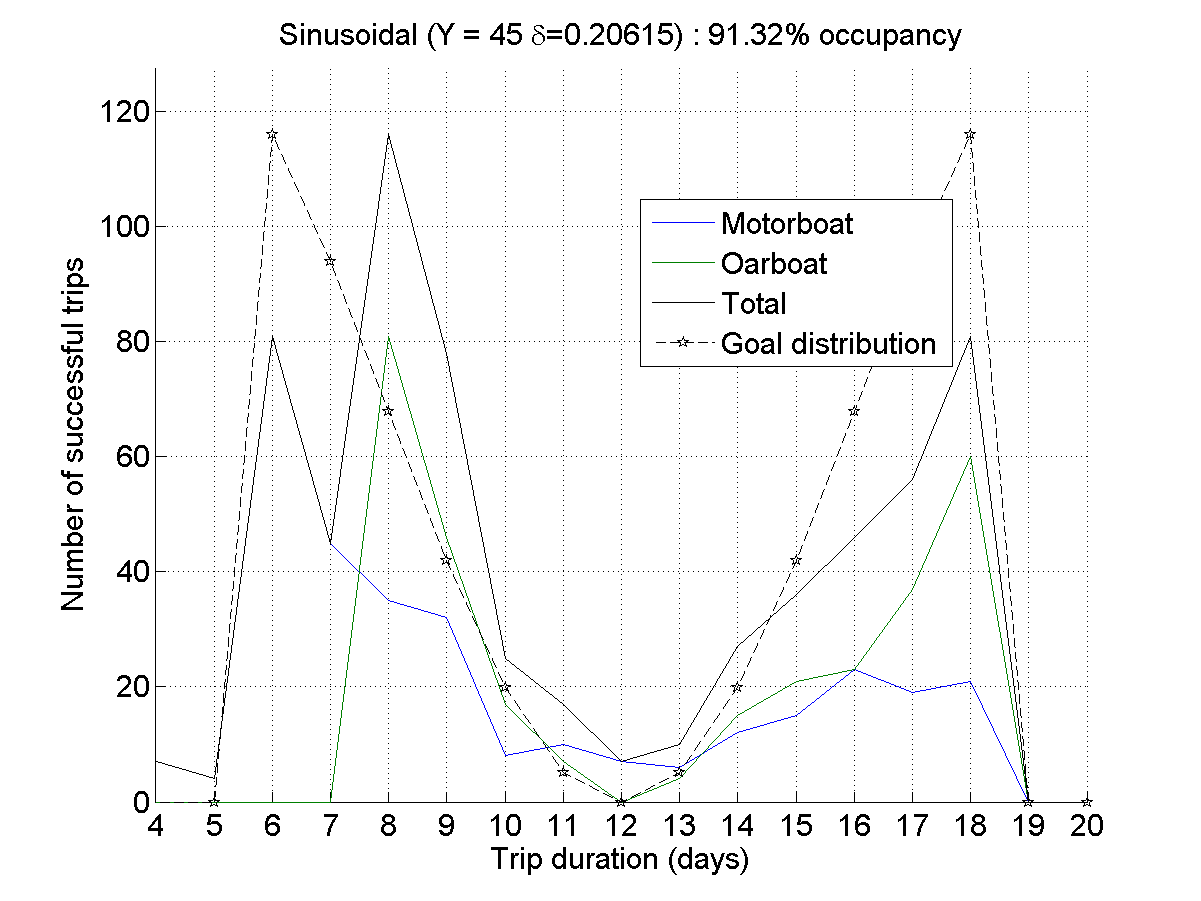 Sinusoidal (Y = 45 δ=0.20615) : 91.32% occupancy
120
100
80
60
40
20
0
Number of successful trips
Motorboat
Oarboat
Total
Goal distribution
4 5 6 7 8 9 10 11 12 13 14 15 16 17 18 19 20
Trip duration (days)